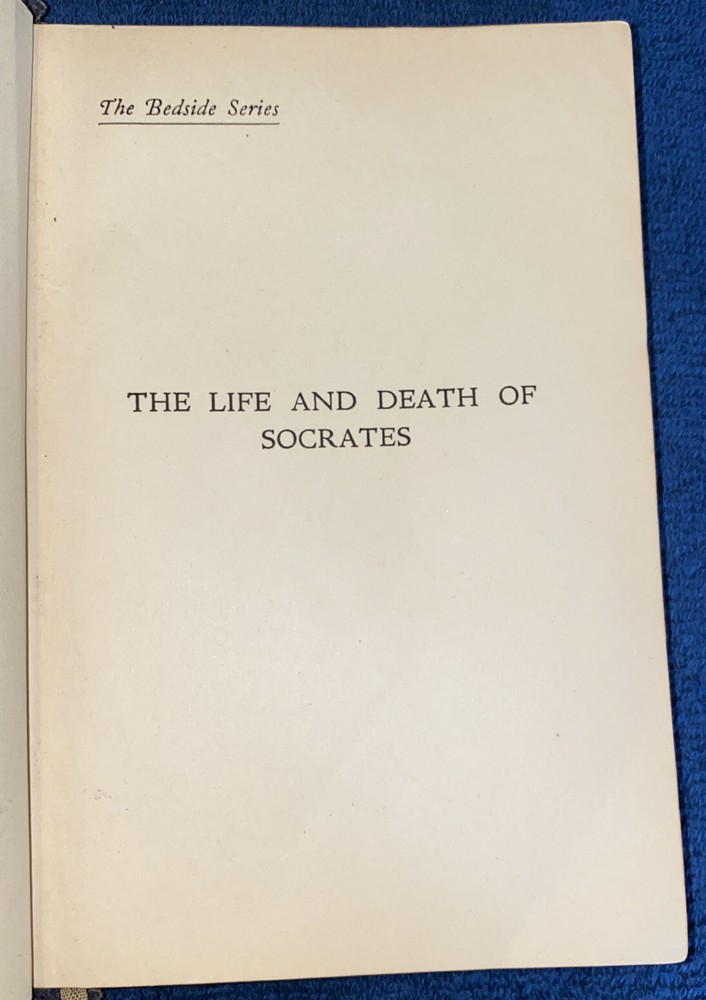 The Bedside Series
THE LIFE AND DEATH OF
SOCRATES